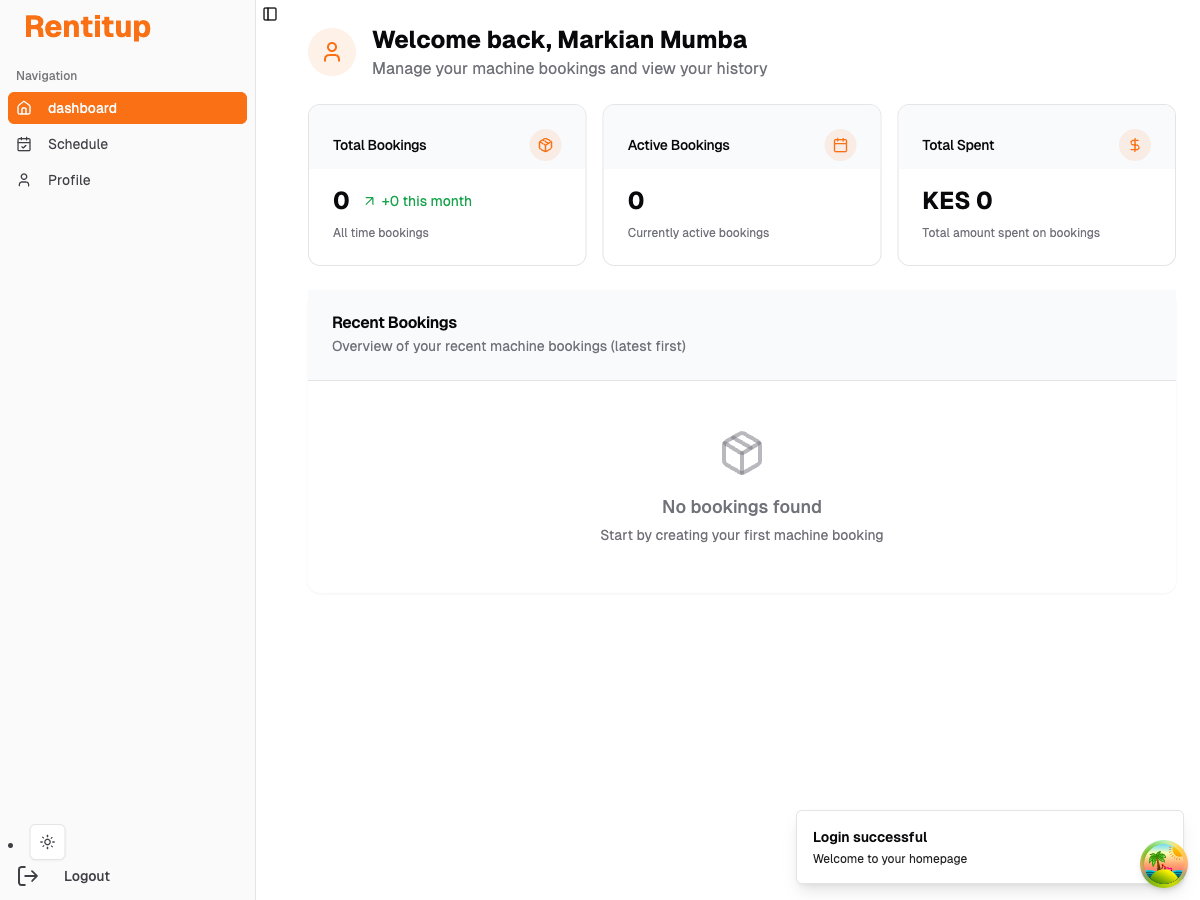 Rentitup
Navigation
dashboard
Schedule
Profile
Logout
Welcome back, Markian Mumba
Manage your machine bookings and view your history
Total Bookings
0 +0 this month
All time bookings
Active Bookings
0
Currently active bookings
Total Spent
KES 0
Total amount spent on bookings
Recent Bookings
Overview of your recent machine bookings (latest first)
No bookings found
Start by creating your first machine booking
Login successful
Welcome to your homepage